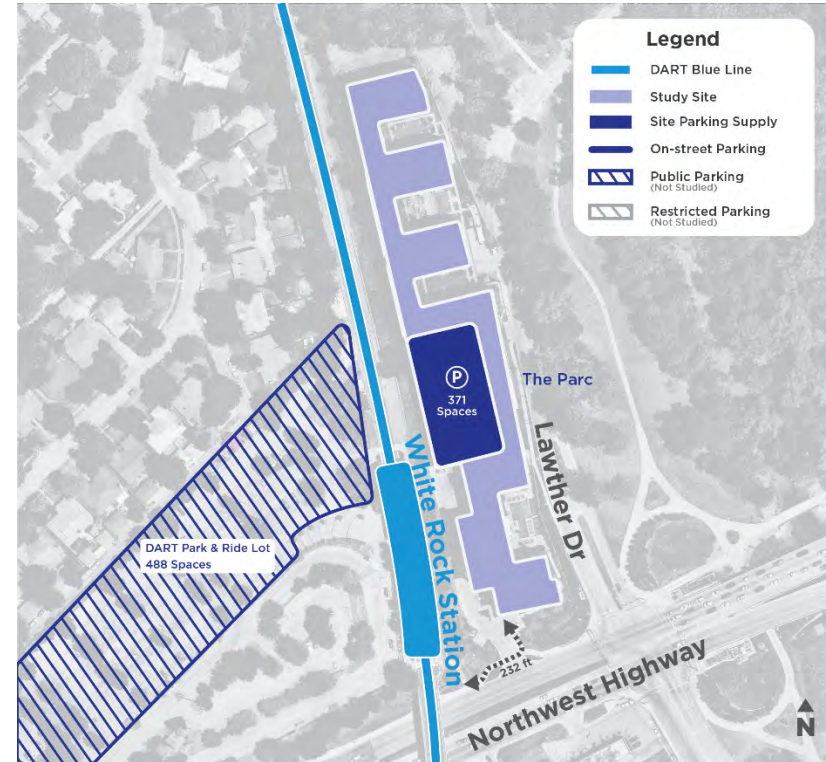 Legend
DART Blue Line
Study Site
Site Parking Supply
On-street Parking
Public Parking
(Not Studied)
Restricted Parking
(Not Studied)
P
371
Spaces
The Parc
Lawther Dr
White Rock Station
DART Park & Ride Lot
488 Spaces
232 ft
Northwest Highway
N